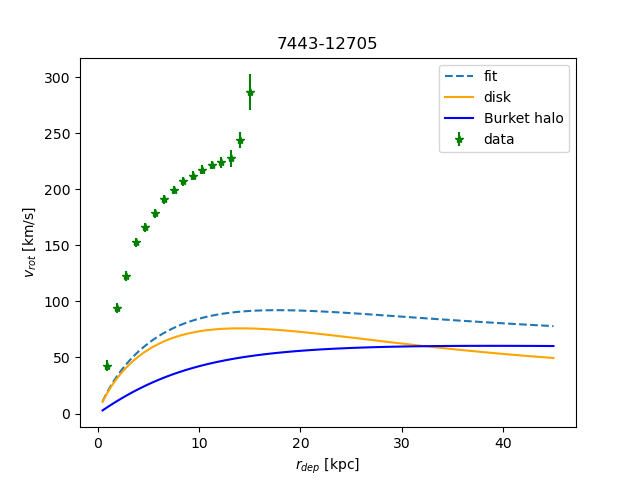 7443-12705
300
250
200
150
100
50
0
v_rot [km/s]
fit
disk
Burket halo
data
0 10 20 30 40
r_dep [kpc]